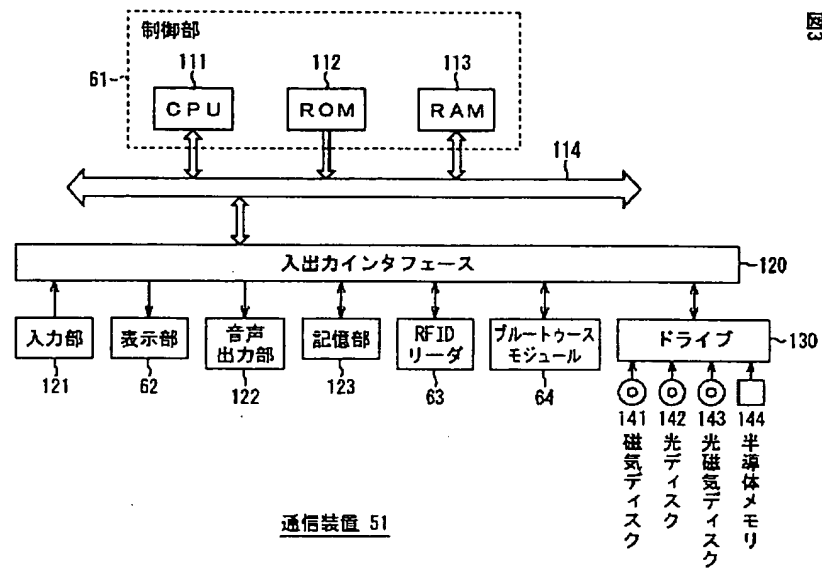 図3
制御部
61
111
112
113
CPU
ROM
RAM
114
入出力インタフェース
120
入力部
表示部
音声
出力部
記憶部
RFID
リーダ
ブルートゥース
モジュール
ドライブ
130
121
62
122
123
63
64
141
142
143
144
磁気ディスク
光ディスク
光磁気ディスク
半導体メモリ
通信装置 51